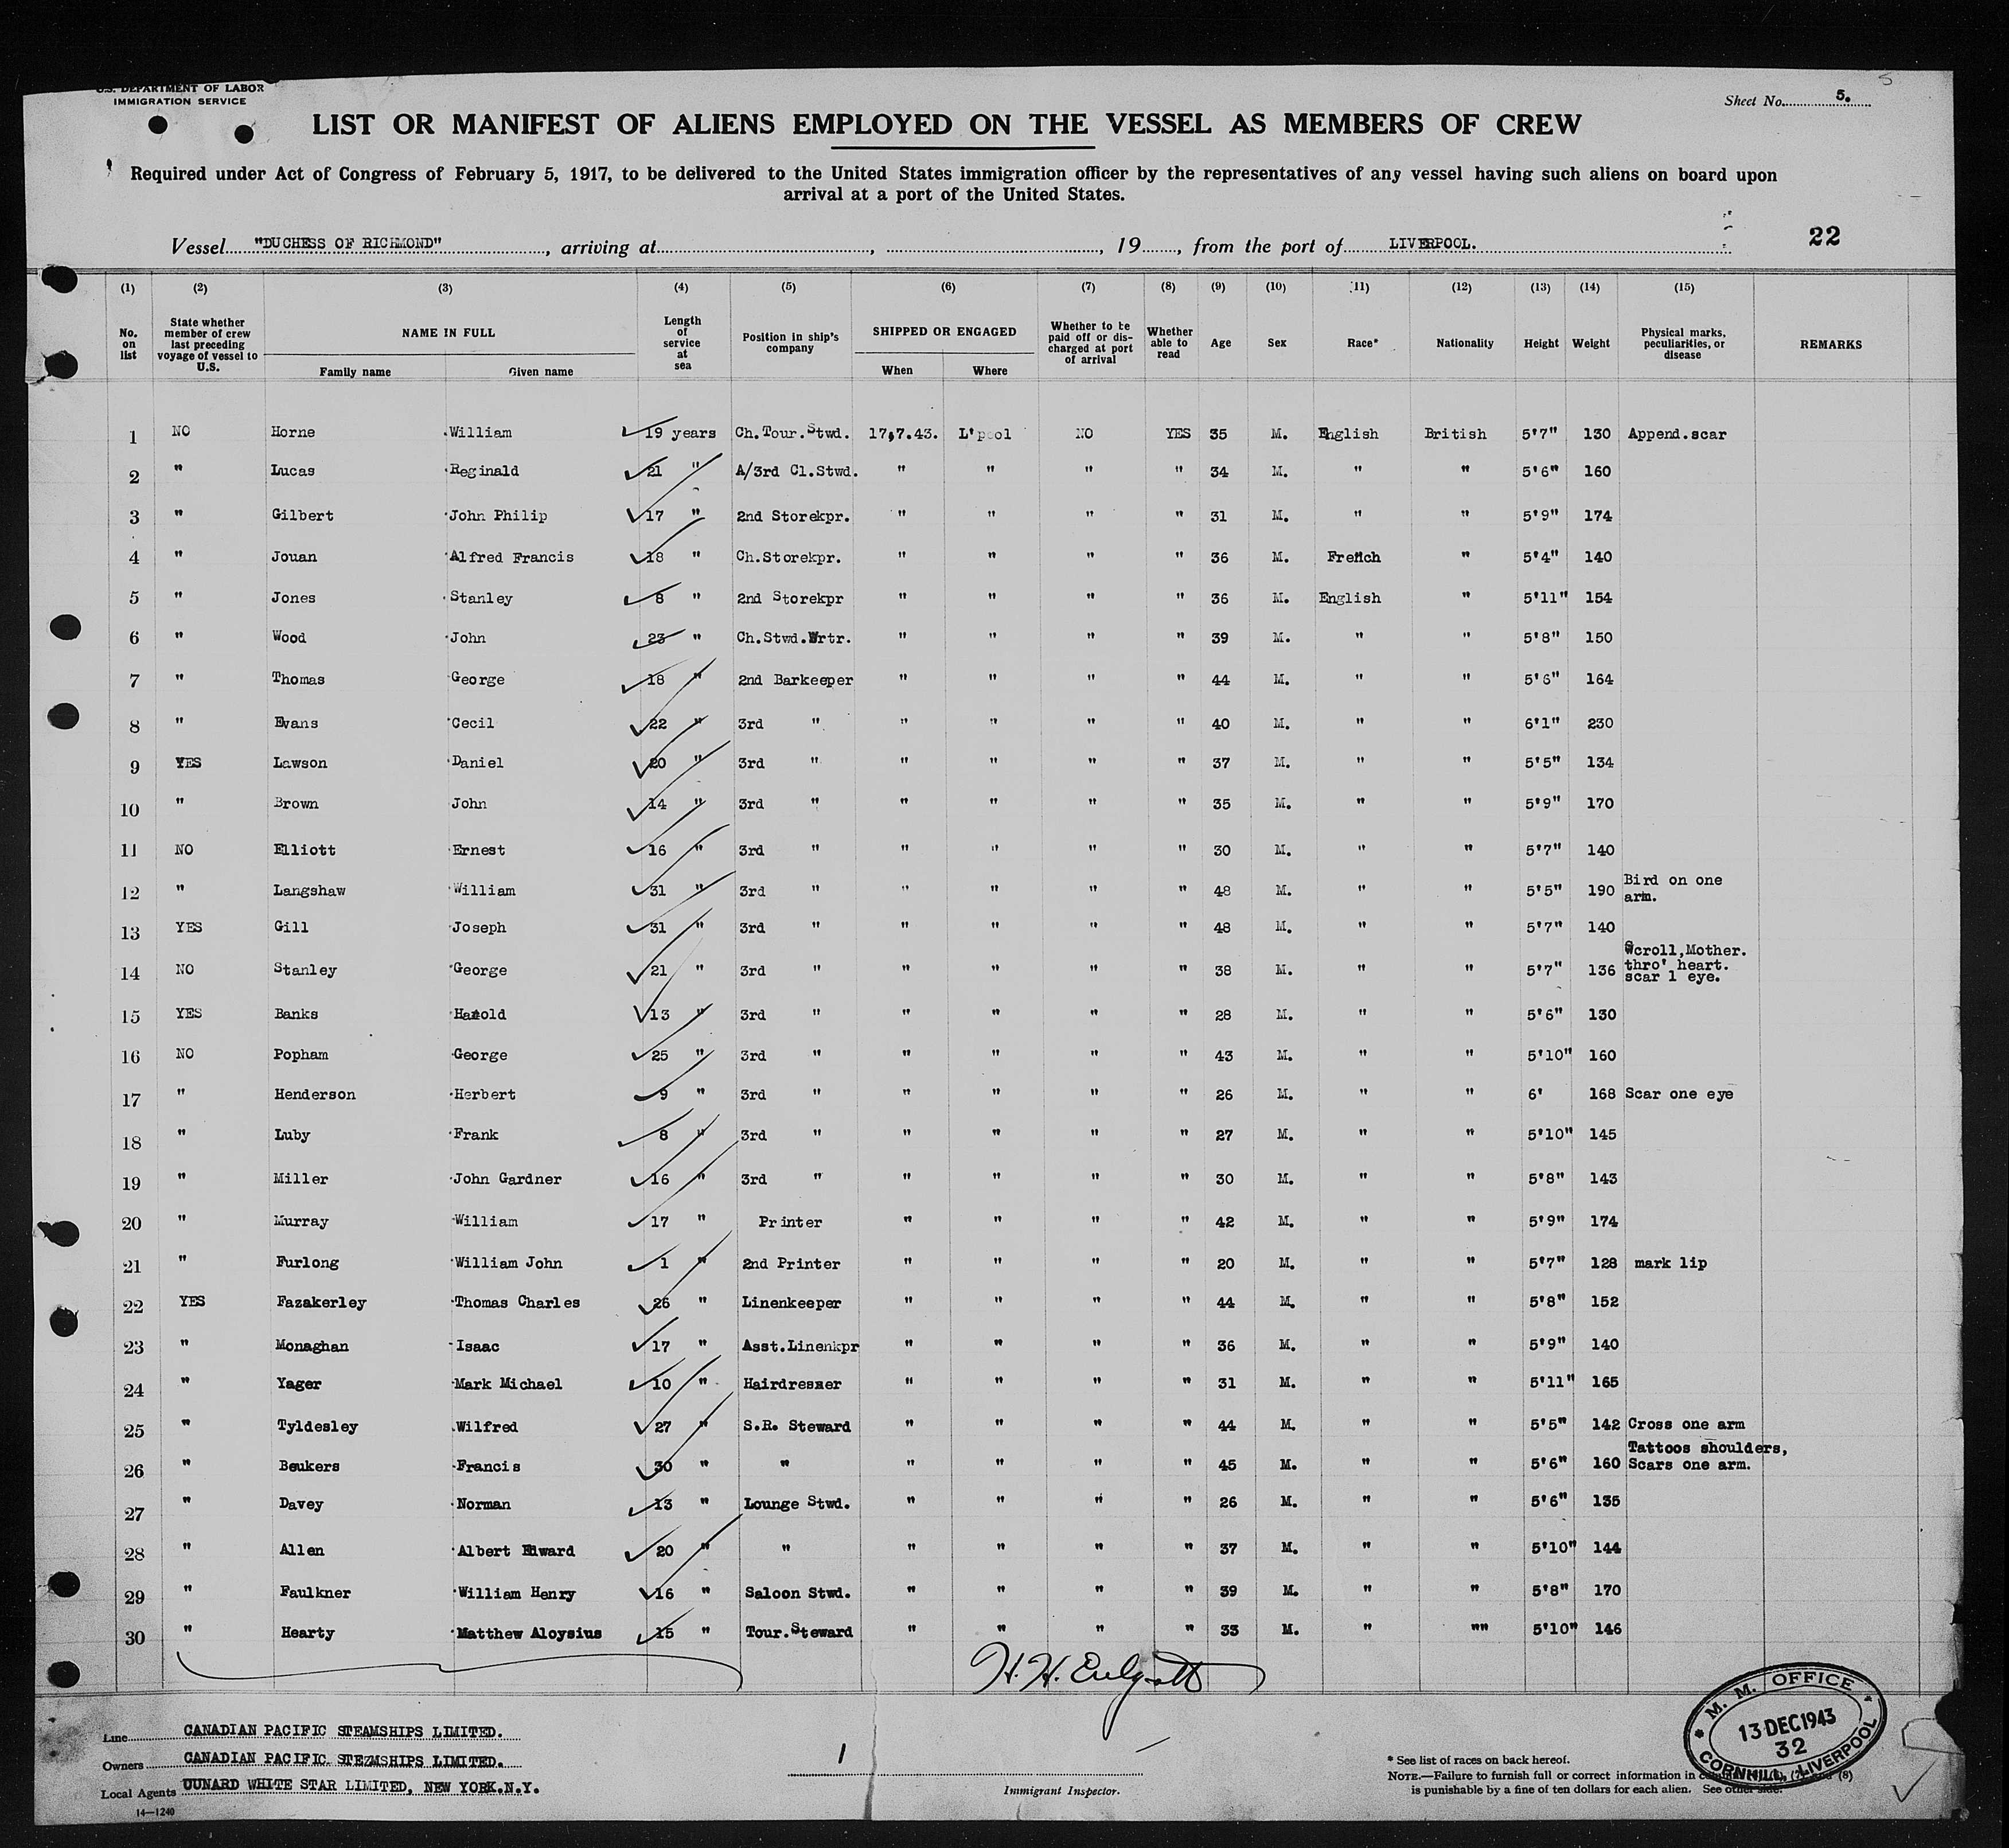 U.S. DEPARTMENT OF LABOR
IMMIGRATION SERVICE
5
Sheet No. 5.
LIST OR MANIFEST OF ALIENS EMPLOYED ON THE VESSEL AS MEMBERS OF CREW
Required under Act of Congress of February 5, 1917, to be delivered to the United States immigration officer by the representatives of any vessel having such aliens on board upon
arrival at a port of the United States.
Vessel "DUCHESS OF RICHMOND", arriving at, , 19, from the port of LIVERPOOL. 22
(1) (2) (3) (4) (5) (6) (7) (8) (9) (10) (11) (12) (13) (14) (15)
No. on list State whether member of crew last preceding voyage of vessel to U.S. NAME IN FULL Family name Given name Length of service at sea Position in ship's company SHIPPED OR ENGAGED When Where Whether to be paid off or discharged at port of arrival Whether able to read Age Sex Race* Nationality Height Weight Physical marks, peculiarities, or disease REMARKS
1 NO Horne William 19 years Ch.Tour.Stwd. 17,7.43. L'pool NO YES 35 M. English British 5'7" 130 Append.scar
2 " Lucas Reginald 21 " A/3rd Cl.Stwd. " " " " 34 M. " " 5'6" 160
3 " Gilbert John Philip 17 " 2nd Storekpr. " " " " 31 M. " " 5'9" 174
4 " Jouan Alfred Francis 18 " Ch.Storekpr. " " " " 36 M. French " 5'4" 140
5 " Jones Stanley 8 " 2nd Storekpr " " " " 36 M. English " 5'11" 154
6 " Wood John 23 " Ch.Stwd.Wrtr. " " " " 39 M. " " 5'8" 150
7 " Thomas George 18 " 2nd Barkeeper " " " " 44 M. " " 5'6" 164
8 " Evans Cecil 22 " 3rd " " " " " 40 M. " " 6'1" 230
9 YES Lawson Daniel 20 " 3rd " " " " " 37 M. " " 5'5" 134
10 " Brown John 14 " 3rd " " " " " 35 M. " " 5'9" 170
11 NO Elliott Ernest 16 " 3rd " " " " " 30 M. " " 5'7" 140
12 " Langshaw William 31 " 3rd " " " " " 48 M. " " 5'5" 190 Bird on one arm.
13 YES Gill Joseph 31 " 3rd " " " " " 48 M. " " 5'7" 140
14 NO Stanley George 21 " 3rd " " " " " 38 M. " " 5'7" 136 Scroll,Mother. thro' heart. scar 1 eye.
15 YES Banks Harold 13 " 3rd " " " " " 28 M. " " 5'6" 130
16 NO Popham George 25 " 3rd " " " " " 43 M. " " 5'10" 160
17 " Henderson Herbert 9 " 3rd " " " " " 26 M. " " 6' 168 Scar one eye
18 " Luby Frank 8 " 3rd " " " " " 27 M. " " 5'10" 145
19 " Miller John Gardner 16 " 3rd " " " " " 30 M. " " 5'8" 143
20 " Murray William 17 " Printer " " " " 42 M. " " 5'9" 174
21 " Furlong William John 1 " 2nd Printer " " " " 20 M. " " 5'7" 128 mark lip
22 YES Fazakerley Thomas Charles 26 " Linenkeeper " " " " 44 M. " " 5'8" 152
23 " Monaghan Isaac 17 " Asst.Linenkpr " " " " 36 M. " " 5'9" 140
24 " Yager Mark Michael 10 " Hairdresser " " " " 31 M. " " 5'11" 165
25 " Tyldesley Wilfred 27 " S.R. Steward " " " " 44 M. " " 5'5" 142 Cross one arm
26 " Beukers Francis 30 " " " " " " 45 M. " " 5'6" 160 Tattoos shoulders, Scars one arm.
27 " Davey Norman 13 " Lounge Stwd. " " " " 26 M. " " 5'6" 135
28 " Allen Albert Edward 20 " " " " " " 37 M. " " 5'10" 144
29 " Faulkner William Henry 16 " Saloon Stwd. " " " " 39 M. " " 5'8" 170
30 " Hearty Matthew Aloysius 15 " Tour.Steward " " " " 33 M. " "" 5'10" 146
H. H.
Line CANADIAN PACIFIC STEAMSHIPS LIMITED.
Owners CANADIAN PACIFIC STEZMSHIPS LIMITED.
Local Agents UUNARD WHITE STAR LIMITED, NEW YORK.N.Y.
14—1240
Immigrant Inspector.
* See list of races on back hereof.
NOTE.—Failure to furnish full or correct information in (7) and (8)
is punishable by a fine of ten dollars for each alien. See other side.
M. M. OFFICE
13 DEC 1943
32
CORNHILL, LIVERPOOL